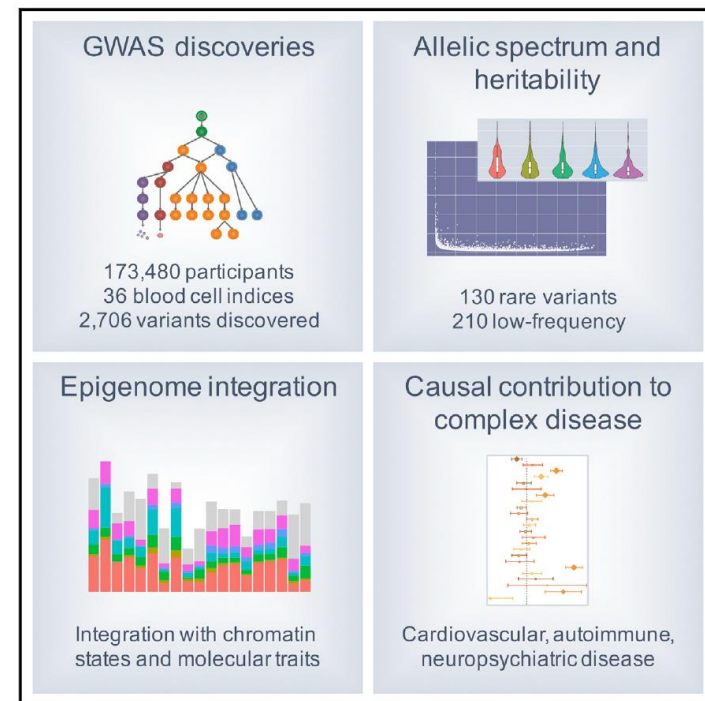 GWAS discoveries
173,480 participants
36 blood cell indices
2,706 variants discovered
Allelic spectrum and
heritability
130 rare variants
210 low-frequency
Epigenome integration
Integration with chromatin
states and molecular traits
Causal contribution to
complex disease
Cardiovascular, autoimmune,
neuropsychiatric disease